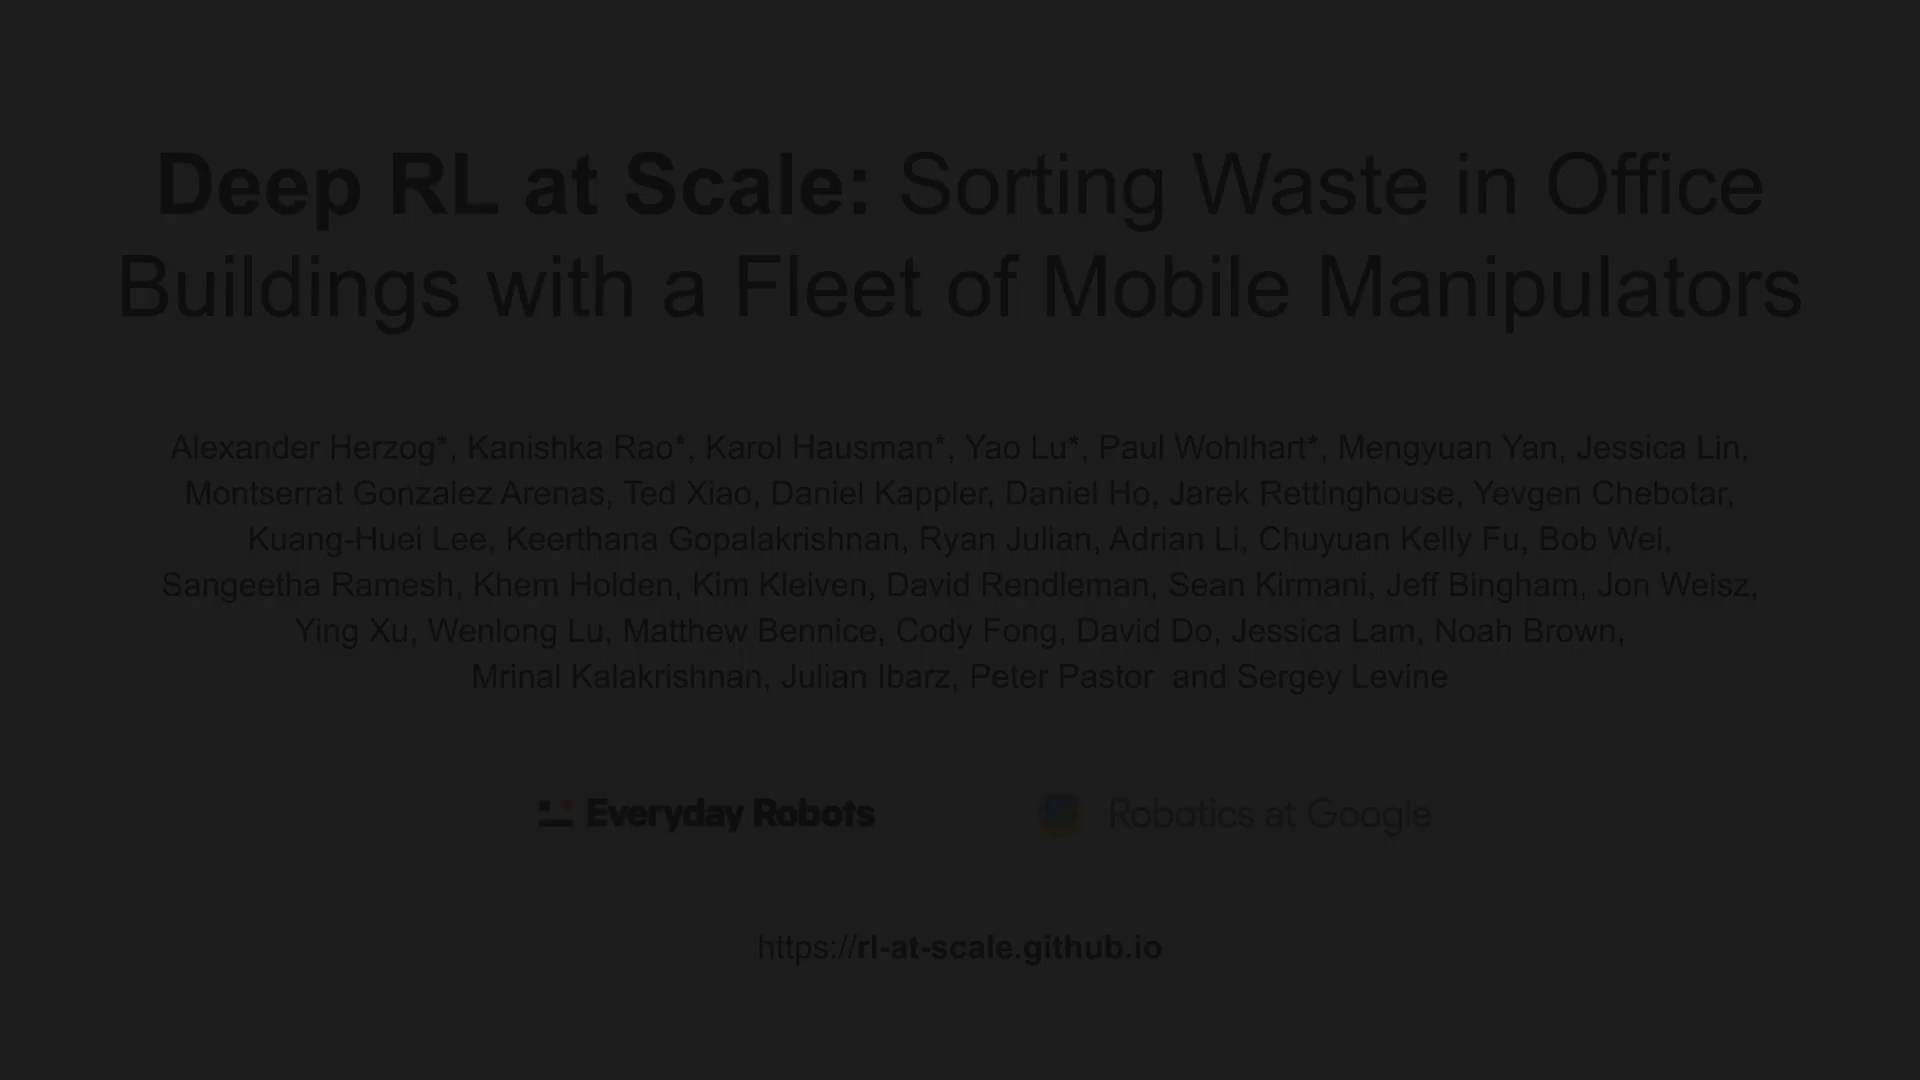 Deep RL at Scale: Sorting Waste in Office
Buildings with a Fleet of Mobile Manipulators
Alexander Herzog*, Kanishka Rao*, Karol Hausman*, Yao Lu*, Paul Wohlhart*, Mengyuan Yan, Jessica Lin,
Montserrat Gonzalez Arenas, Ted Xiao, Daniel Kappler, Daniel Ho, Jarek Rettinghouse, Yevgen Chebotar,
Kuang-Huei Lee, Keerthana Gopalakrishnan, Ryan Julian, Adrian Li, Chuyuan Kelly Fu, Bob Wei,
Sangeetha Ramesh, Khem Holden, Kim Kleiven, David Rendleman, Sean Kirmani, Jeff Bingham, Jon Weisz,
Ying Xu, Wenlong Lu, Matthew Bennice, Cody Fong, David Do, Jessica Lam, Noah Brown,
Mrinal Kalakrishnan, Julian Ibarz, Peter Pastor and Sergey Levine
Everyday Robots
Robotics at Google
https://rl-at-scale.github.io